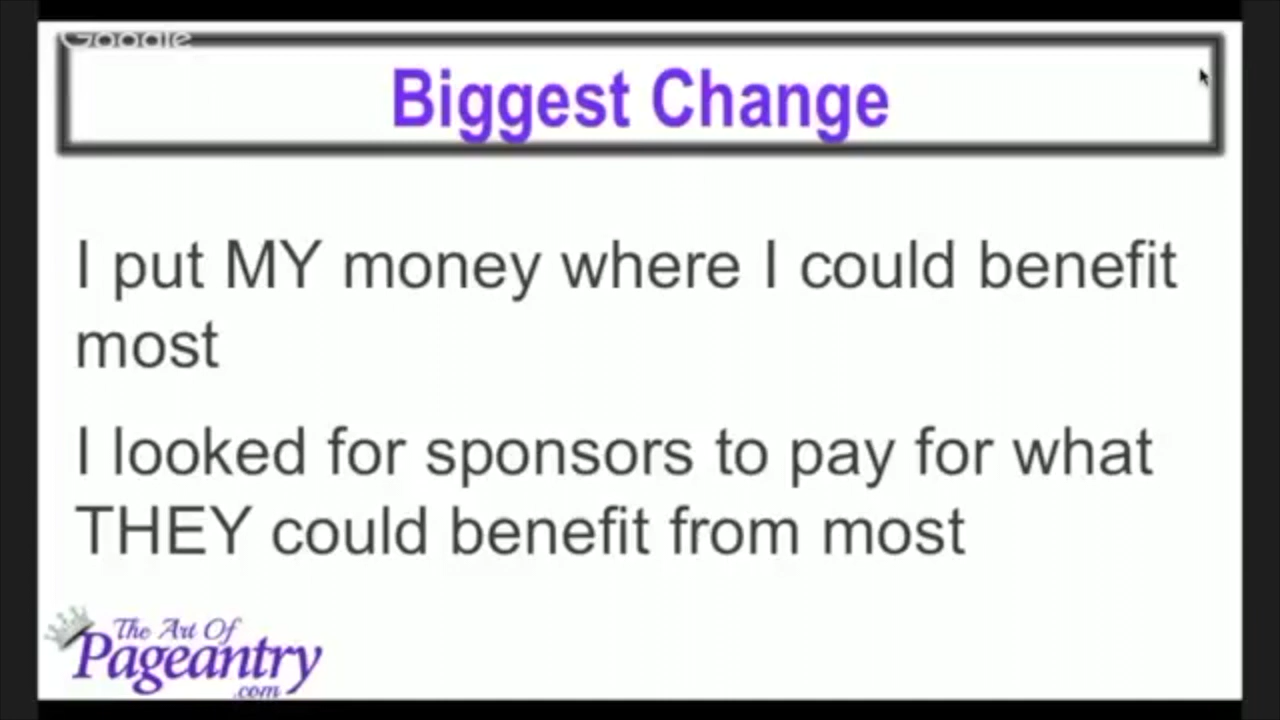 Google
Biggest Change
I put MY money where I could benefit
most
I looked for sponsors to pay for what
THEY could benefit from most
The Art Of
Pageantry
.com